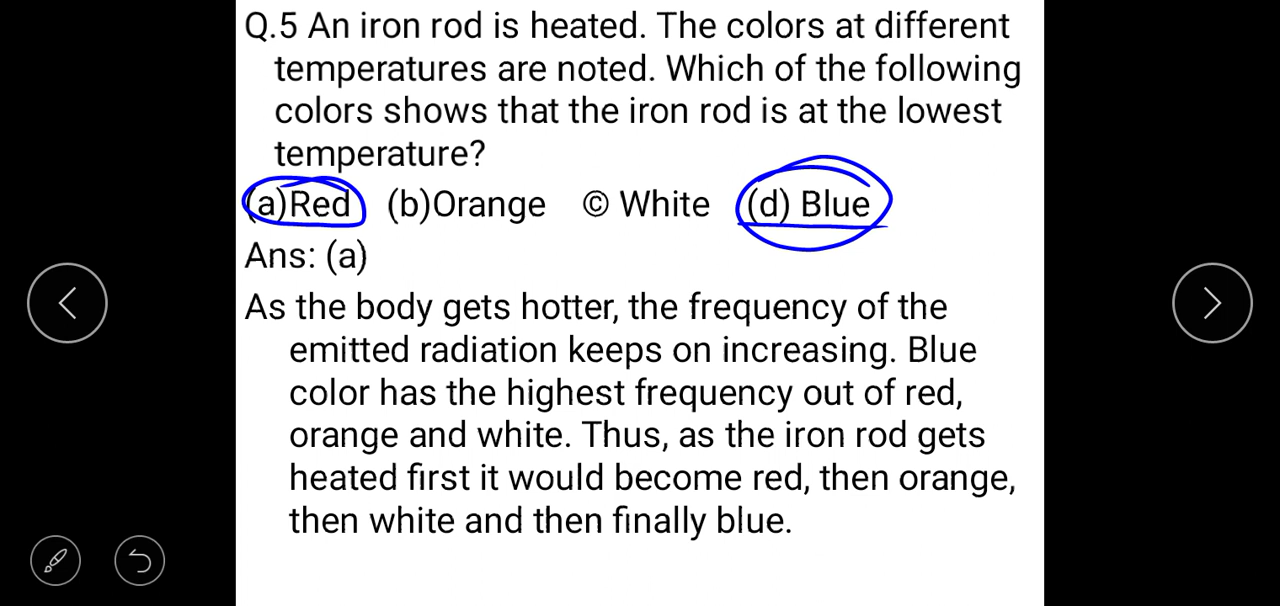 Q.5 An iron rod is heated. The colors at different
temperatures are noted. Which of the following
colors shows that the iron rod is at the lowest
temperature?
(a)Red (b)Orange © White (d) Blue
Ans: (a)
As the body gets hotter, the frequency of the
emitted radiation keeps on increasing. Blue
color has the highest frequency out of red,
orange and white. Thus, as the iron rod gets
heated first it would become red, then orange,
then white and then finally blue.